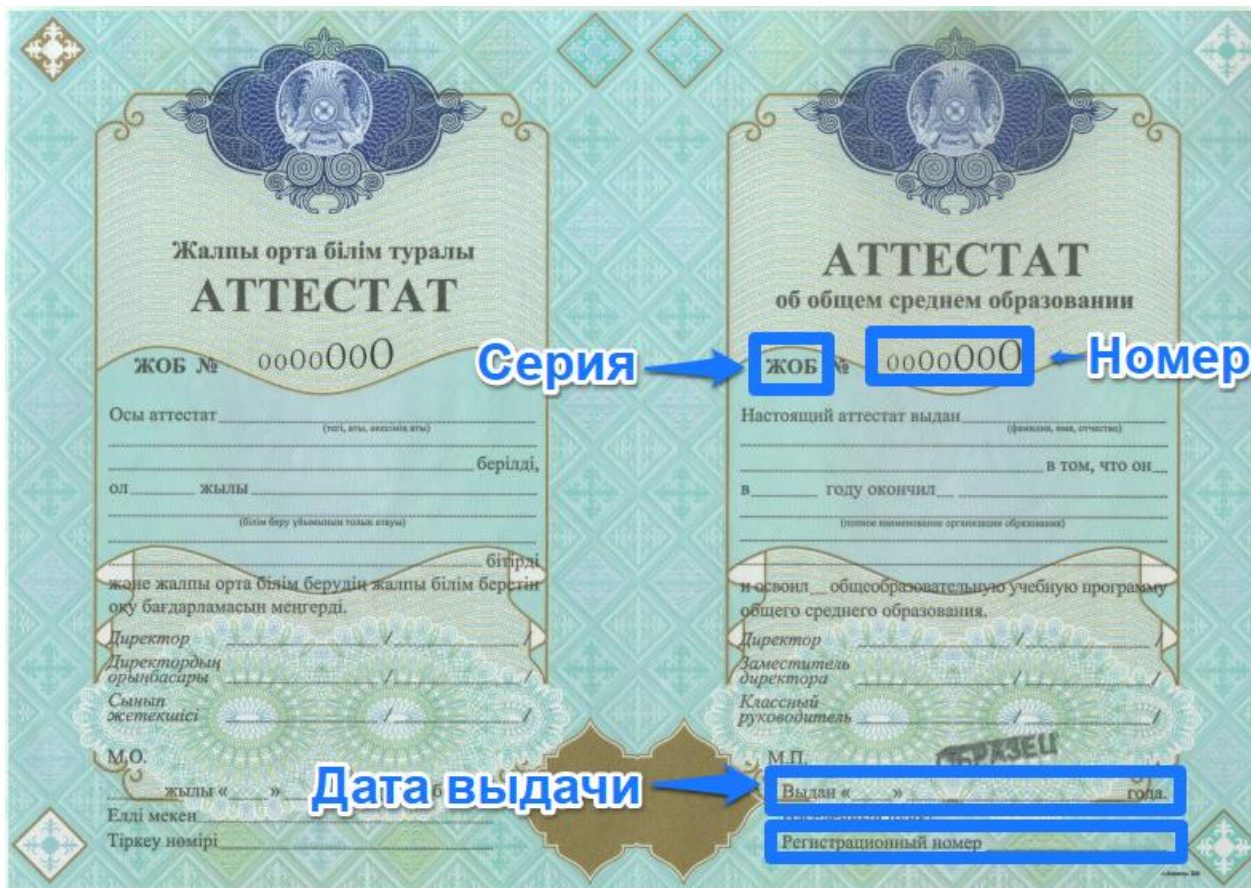 Жалпы орта білім туралы
АТТЕСТАТ
ЖОБ № 0000000
Осы аттестат
(тегі, аты, әкесінің аты)
берілді,
ол жылы
(білім беру ұйымының толық атауы)
бітірді
және жалпы орта білім берудің жалпы білім беретін
оқу бағдарламасын меңгерді.
Директор / /
Директордың
орынбасары / /
Сынып
жетекшісі / /
М.О.
жылы « » б
Елді мекен
Тіркеу нөмірі
АТТЕСТАТ
об общем среднем образовании
Серия ЖОБ № 0000000 Номер
Настоящий аттестат выдан
(фамилия, имя, отчество)
в том, что он
в году окончил
(полное наименование организации образования)
и освоил общеобразовательную учебную программу
общего среднего образования.
Директор / /
Заместитель
директора / /
Классный
руководитель / /
М.П.
ОБРАЗЕЦ
Дата выдачи
Выдан « » года.
Населенный пункт
Регистрационный номер